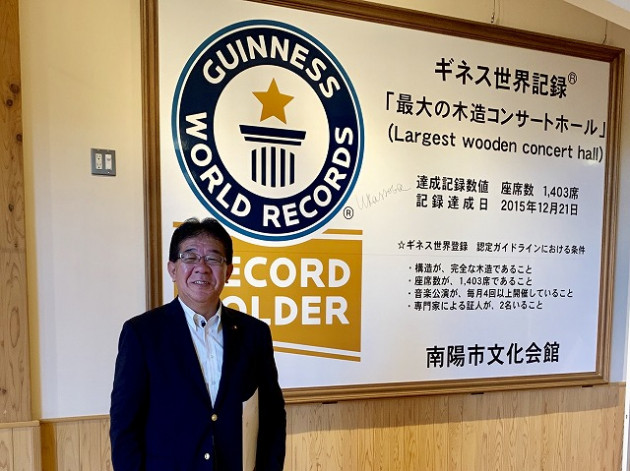 GUINNESS
WORLD RECORDS
®
RECORD
HOLDER
ギネス世界記録®
「最大の木造コンサートホール」
(Largest wooden concert hall)
達成記録数値 座席数 1,403席
記録達成日 2015年12月21日
☆ギネス世界登録 認定ガイドラインにおける条件
・構造が、完全な木造であること
・座席数が、1,403席であること
・音楽公演が、毎月4回以上開催していること
・専門家による証人が、2名いること
南陽市文化会館